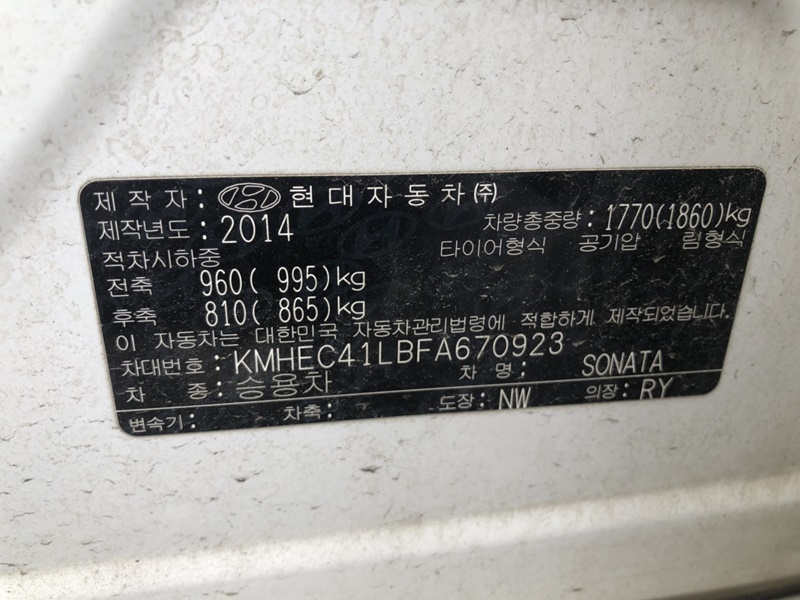 제 작 자 : 현 대 자 동 차 ㈜
제작년도 : 2014 차량총중량 : 1770(1860)kg
타이어형식 공기압 림형식
적차시하중
전축 960( 995)kg
후축 810( 865)kg
이 자동차는 대한민국 자동차관리법령에 적합하게 제작되었습니다.
차대번호 : KMHEC41LBFA670923
차 명 : SONATA
차 종 : 승용차
변속기 : 차축 : 도장 : NW 의장 : RY